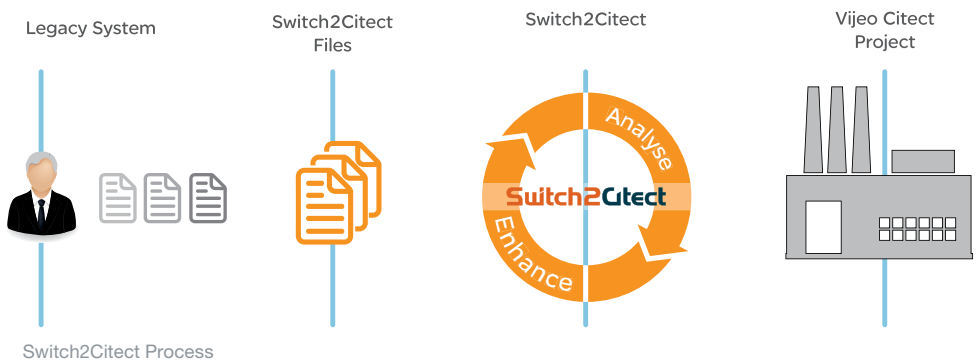 Legacy System
Switch2Citect
Files
Switch2Citect
Vijeo Citect
Project
Analyse
Switch2Citect
Enhance
Switch2Citect Process